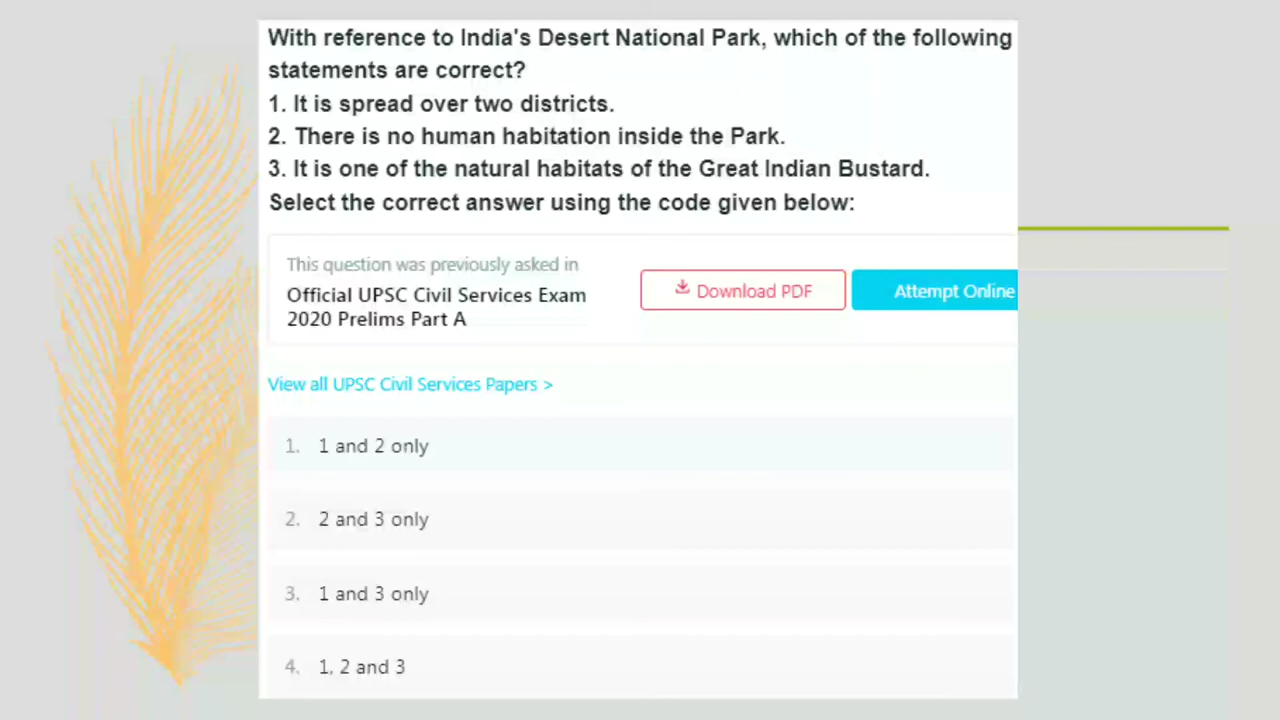 With reference to India's Desert National Park, which of the following
statements are correct?
1. It is spread over two districts.
2. There is no human habitation inside the Park.
3. It is one of the natural habitats of the Great Indian Bustard.
Select the correct answer using the code given below:
This question was previously asked in
Official UPSC Civil Services Exam
2020 Prelims Part A
Download PDF
Attempt Online
View all UPSC Civil Services Papers >
1. 1 and 2 only
2. 2 and 3 only
3. 1 and 3 only
4. 1, 2 and 3